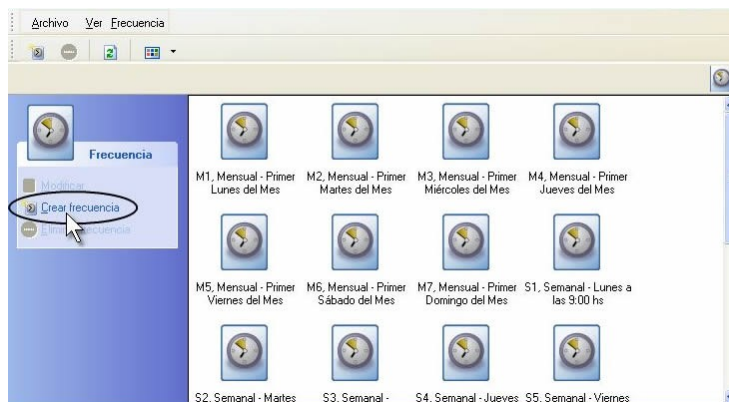 Archivo Ver Frecuencia
Frecuencia
Modificar
Crear frecuencia
Eliminar frecuencia
M1, Mensual - Primer
Lunes del Mes
M2, Mensual - Primer
Martes del Mes
M3, Mensual - Primer
Miércoles del Mes
M4, Mensual - Primer
Jueves del Mes
M5, Mensual - Primer
Viernes del Mes
M6, Mensual - Primer
Sábado del Mes
M7, Mensual - Primer
Domingo del Mes
S1, Semanal - Lunes a
las 9:00 hs
S2, Semanal - Martes
S3, Semanal -
S4, Semanal - Jueves
S5, Semanal - Viernes